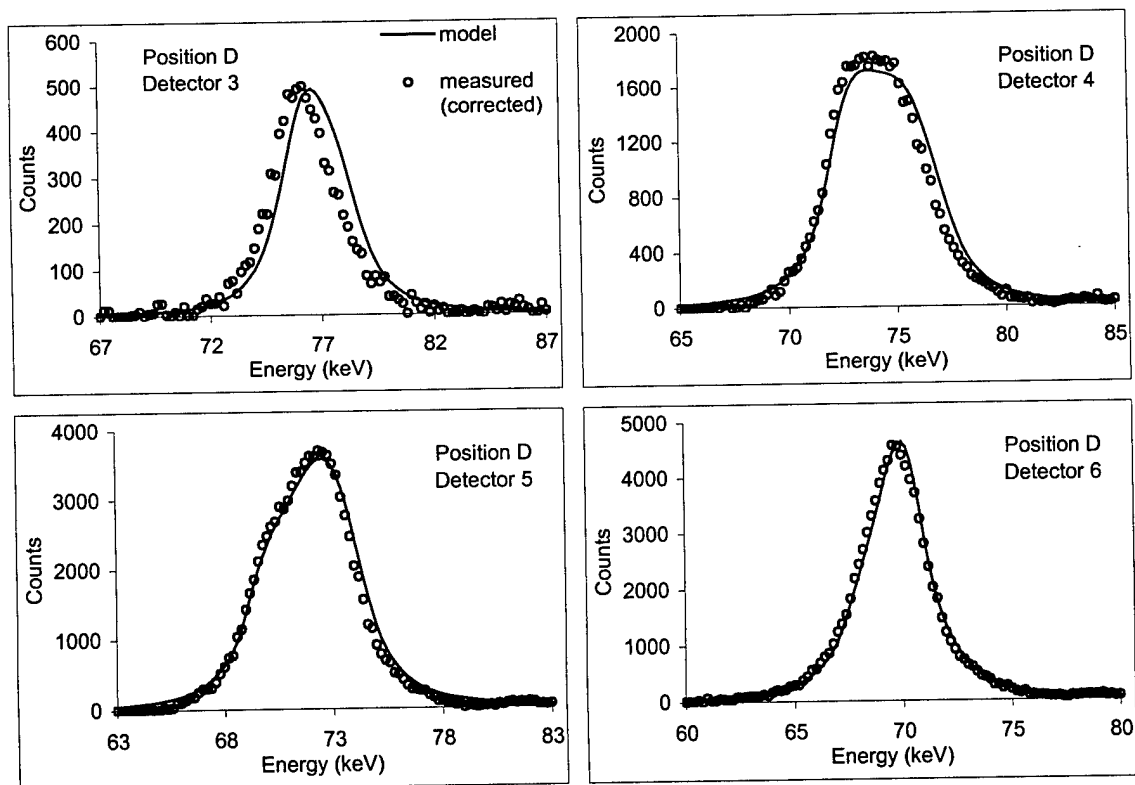 Position D
Detector 3
model
measured
(corrected)
600
500
400
300
200
100
0
67
72
77
82
87
Counts
Energy (keV)
Position D
Detector 4
2000
1600
1200
800
400
0
65
70
75
80
85
Counts
Energy (keV)
Position D
Detector 5
4000
3000
2000
1000
0
63
68
73
78
83
Counts
Energy (keV)
Position D
Detector 6
5000
4000
3000
2000
1000
0
60
65
70
75
80
Counts
Energy (keV)